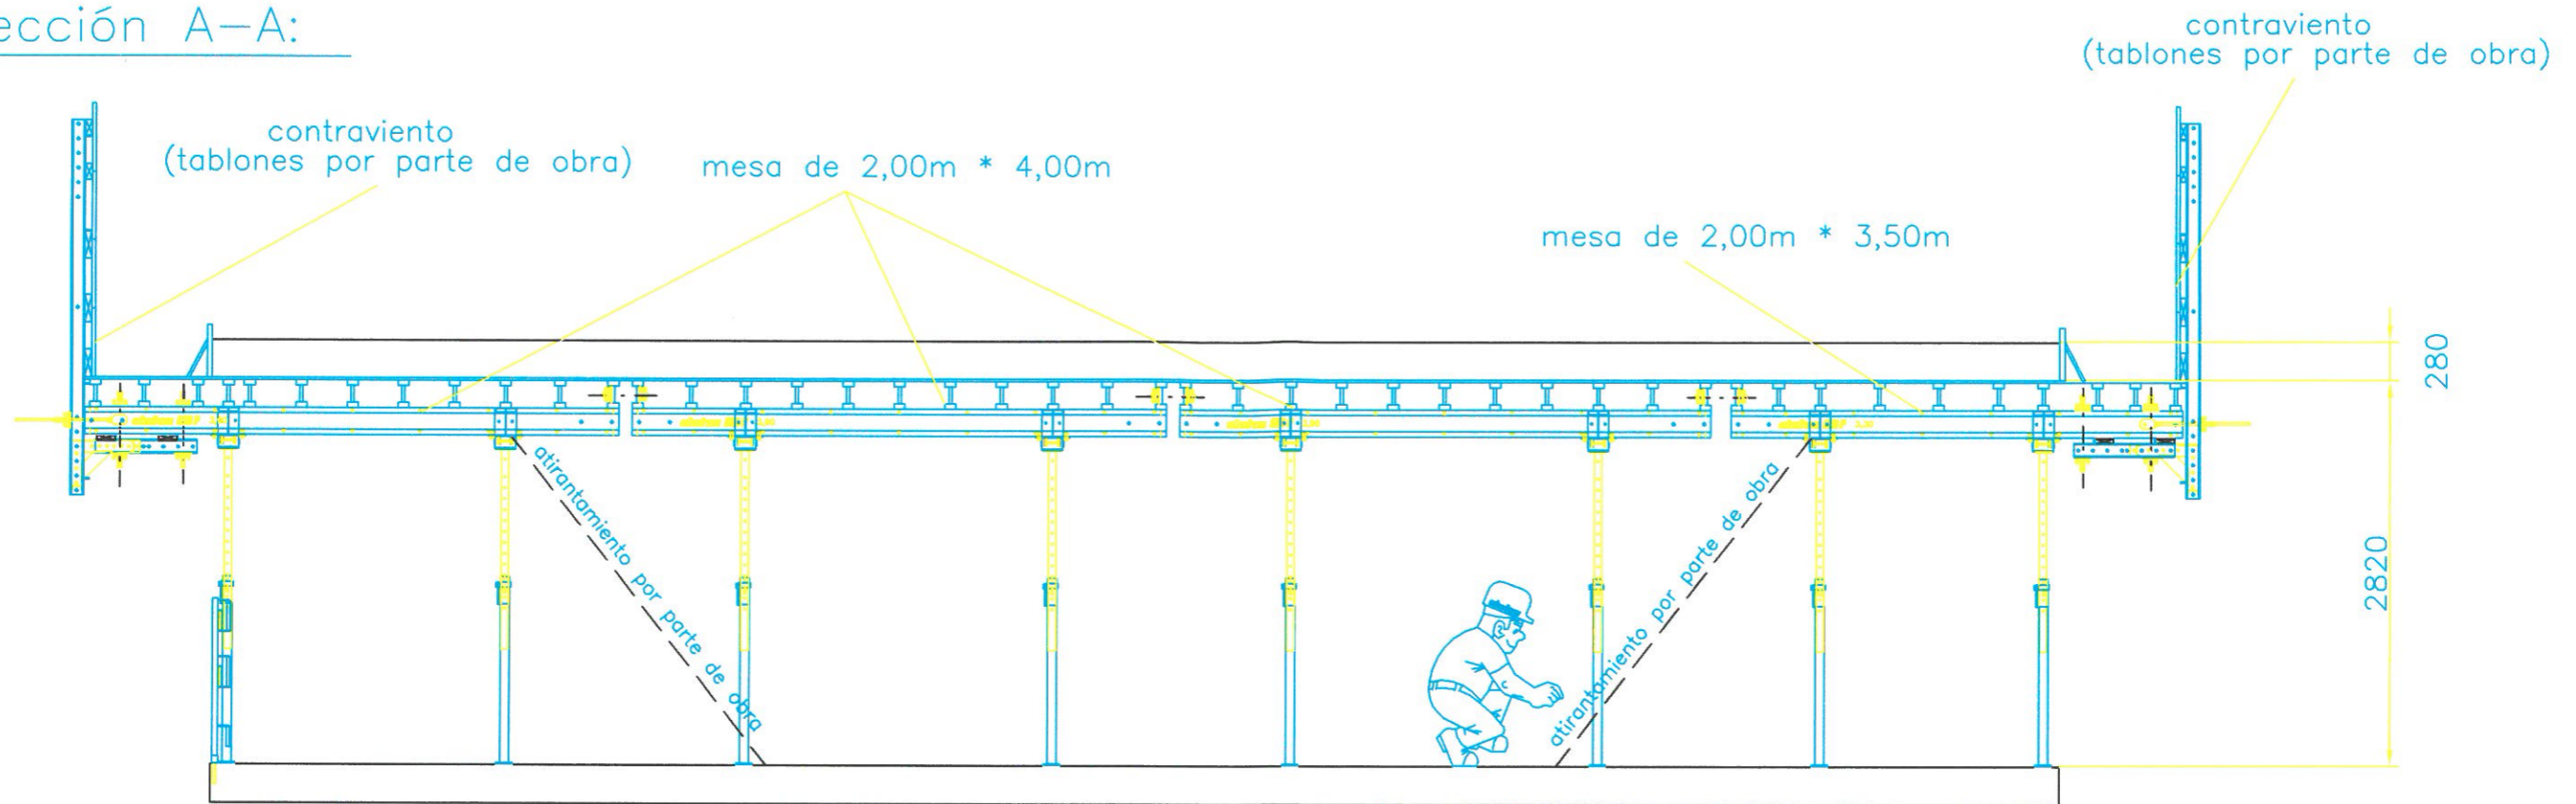 ección A-A:
contraviento
(tablones por parte de obra)
contraviento
(tablones por parte de obra)
mesa de 2,00m * 4,00m
mesa de 2,00m * 3,50m
280
2820
atirantamiento por parte de obra
atirantamiento por parte de obra